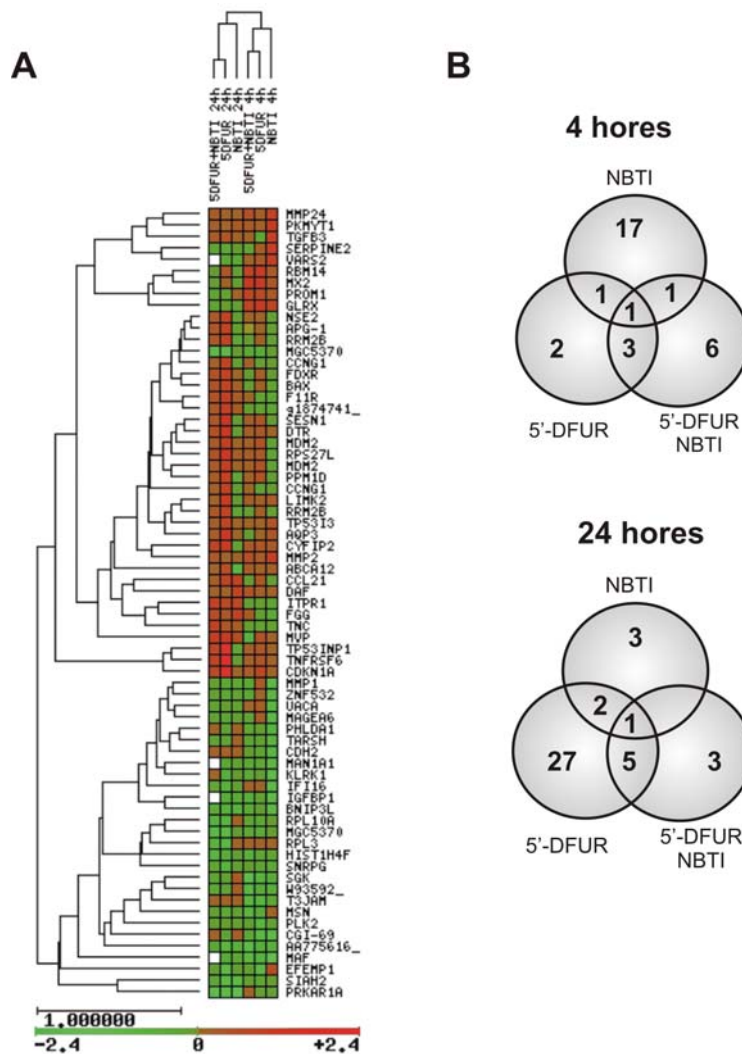 A
5DFUR+NBTI 24h
5DFUR 24h
NBTI 24h
5DFUR+NBTI 4h
5DFUR 4h
NBTI 4h
MMP24
PKMYT1
TGFB3
SERPINE2
VARS2
RBM14
MX2
PROM1
GLRX
NSE2
APG-1
RRM2B
MGC5370
CCNG1
FDXR
BAX
F11R
gi874741_
SESN1
DTR
MDM2
RPS27L
MDM2
PPM1D
CCNG1
LIMK2
RRM2B
TP53I3
AQP3
CYFIP2
MMP2
ABCA12
CCL21
DAF
ITPR1
FGG
TNC
MVP
TP53INP1
TNFRSF6
CDKN1A
MMP1
ZNF532
UACA
MAGEA6
PHLDA1
TARSH
CDH2
MAN1A1
KLRK1
IFI16
IGFBP1
BNIP3L
RPL10A
MGC5370
RPL3
HIST1H4F
SNRPG
SGK
W93592_
T3JAM
MSN
PLK2
CGI-69
AA775616_
MAF
EFEMP1
SIAH2
PRKAR1A
1.000000
-2.4 0 +2.4
B
4 hores
NBTI
17
1 1 1
2 3 6
5'-DFUR 5'-DFUR
NBTI
24 hores
NBTI
3
2 1
27 5 3
5'-DFUR 5'-DFUR
NBTI